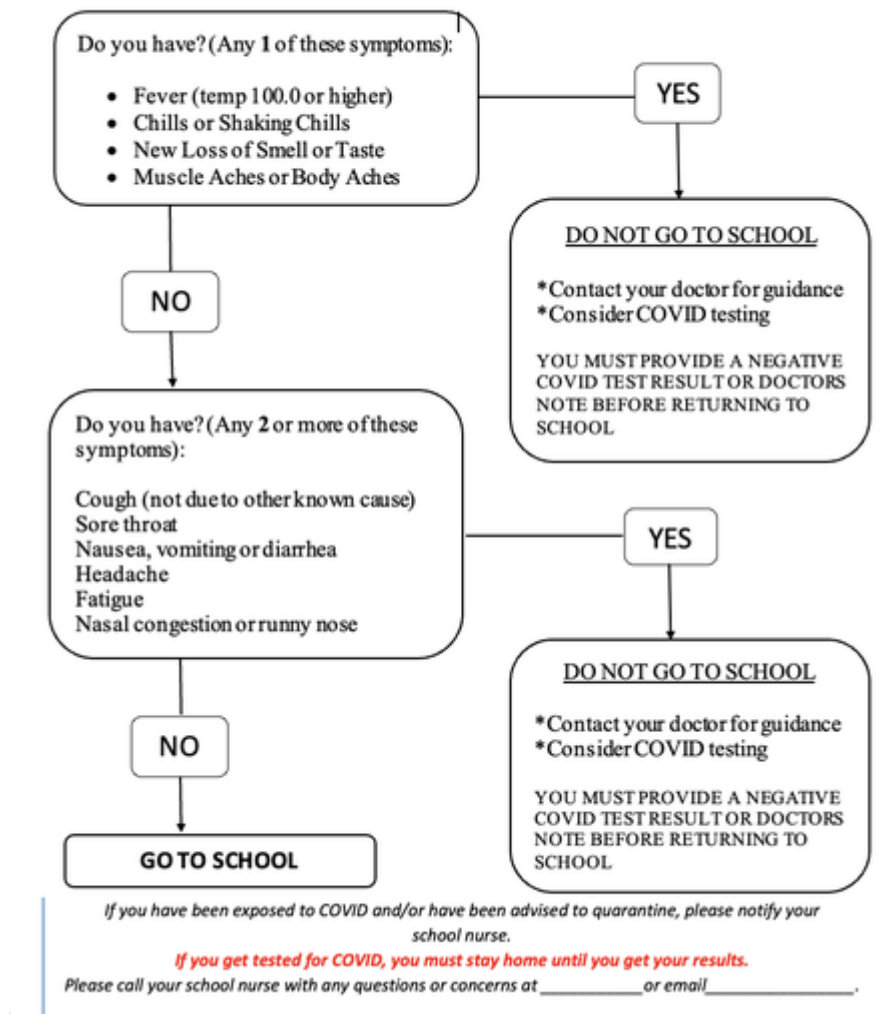 Do you have? (Any 1 of these symptoms):
• Fever (temp 100.0 or higher)
• Chills or Shaking Chills
• New Loss of Smell or Taste
• Muscle Aches or Body Aches
YES
DO NOT GO TO SCHOOL
*Contact your doctor for guidance
*Consider COVID testing
YOU MUST PROVIDE A NEGATIVE
COVID TEST RESULT OR DOCTORS
NOTE BEFORE RETURNING TO
SCHOOL
NO
Do you have? (Any 2 or more of these
symptoms):
Cough (not due to other known cause)
Sore throat
Nausea, vomiting or diarrhea
Headache
Fatigue
Nasal congestion or runny nose
YES
DO NOT GO TO SCHOOL
*Contact your doctor for guidance
*Consider COVID testing
YOU MUST PROVIDE A NEGATIVE
COVID TEST RESULT OR DOCTORS
NOTE BEFORE RETURNING TO
SCHOOL
NO
GO TO SCHOOL
If you have been exposed to COVID and/or have been advised to quarantine, please notify your
school nurse.
If you get tested for COVID, you must stay home until you get your results.
Please call your school nurse with any questions or concerns at ____________ or email__________________.